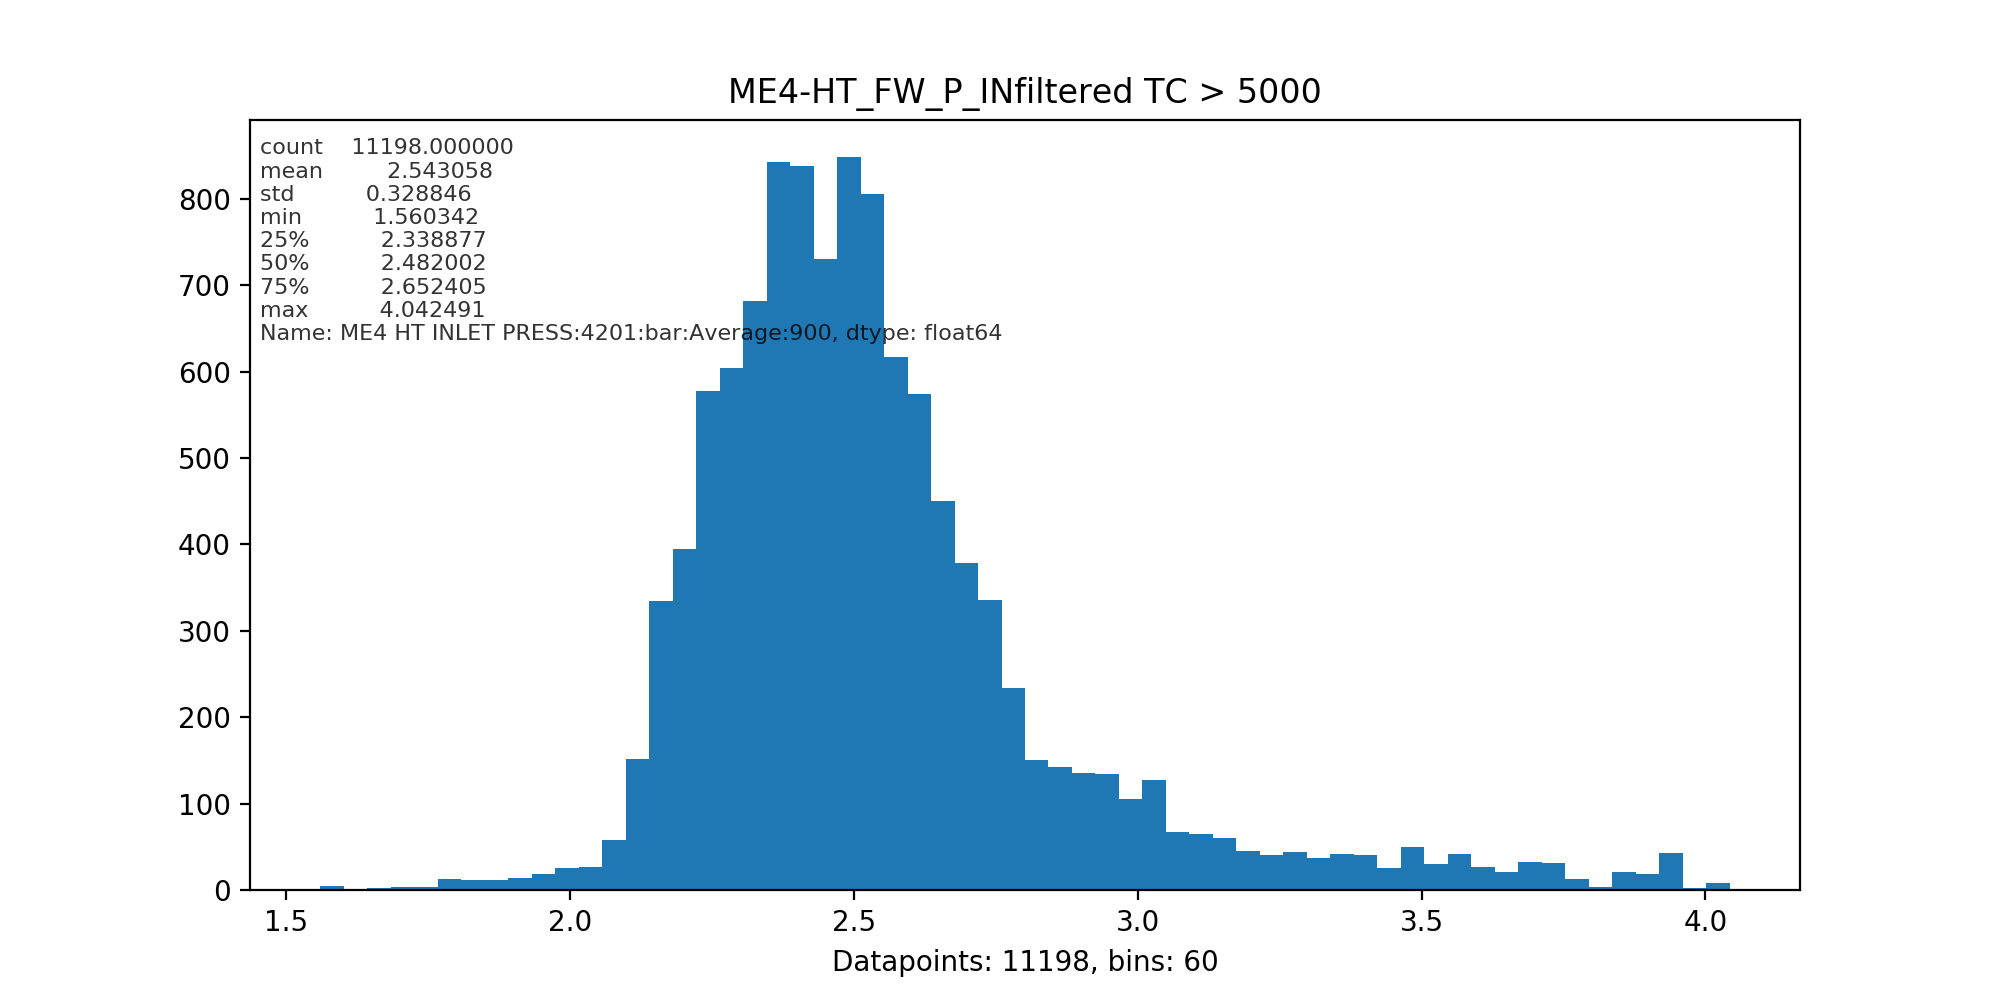 ME4-HT_FW_P_INfiltered TC > 5000
count 11198.000000
mean 2.543058
std 0.328846
min 1.560342
25% 2.338877
50% 2.482002
75% 2.652405
max 4.042491
Name: ME4 HT INLET PRESS:4201:bar:Average:900, dtype: float64
800
700
600
500
400
300
200
100
0
1.5 2.0 2.5 3.0 3.5 4.0
Datapoints: 11198, bins: 60